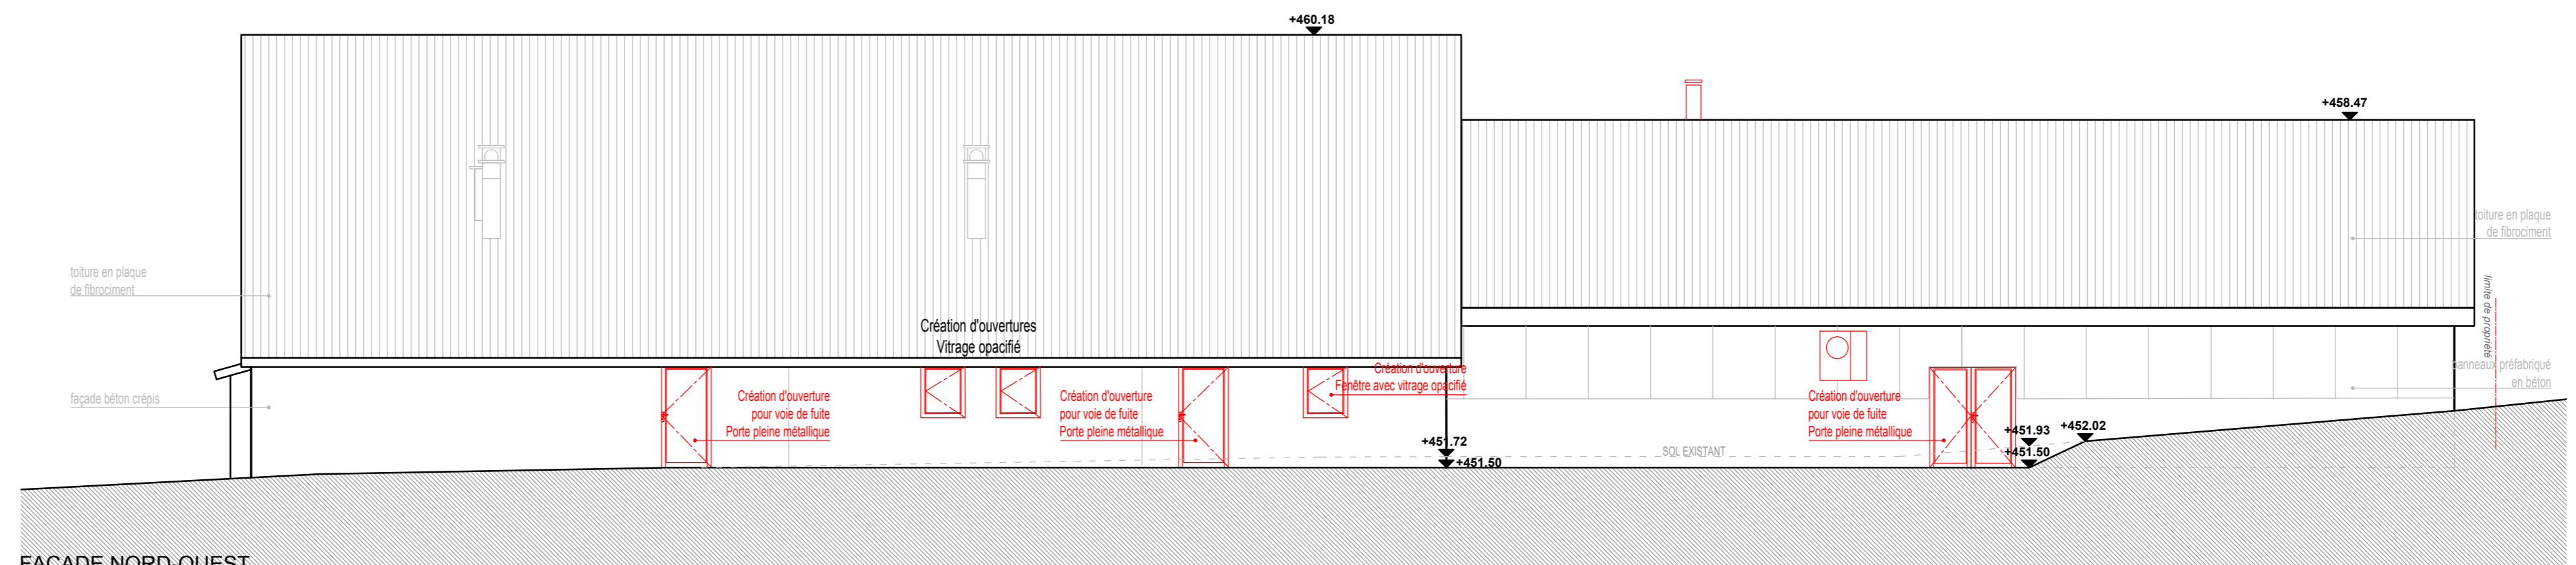 +460.18
+458.47
toiture en plaque
de fibrociment
toiture en plaque
de fibrociment
limite de propriété
Création d'ouvertures
Vitrage opacifié
façade béton crépis
Création d'ouverture
pour voie de fuite
Porte pleine métallique
Création d'ouverture
pour voie de fuite
Porte pleine métallique
Création d'ouverture
Fenêtre avec vitrage opacifié
Création d'ouverture
pour voie de fuite
Porte pleine métallique
panneaux préfabriqué
en béton
+451.72
+451.50
SOL EXISTANT
+451.93
+451.50
+452.02
FAÇADE NORD-OUEST